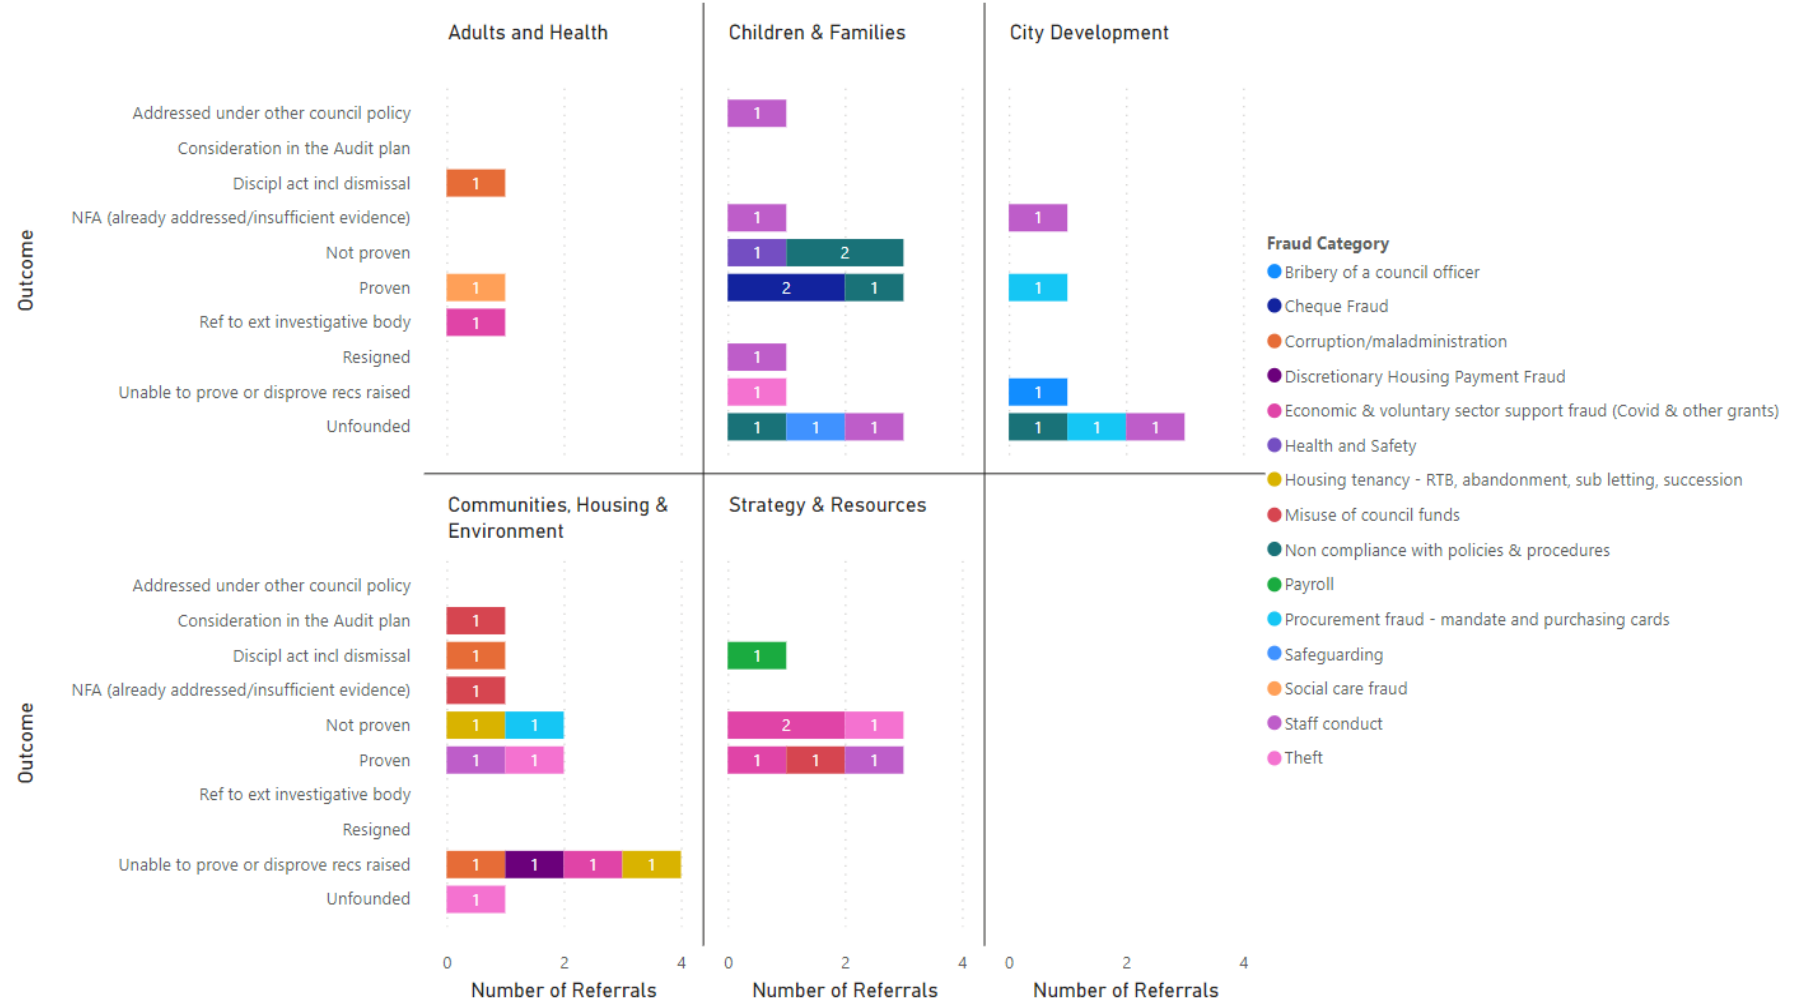 Adults and Health
Children & Families
City Development
Outcome
Addressed under other council policy
1
Consideration in the Audit plan
Discipl act incl dismissal
1
NFA (already addressed/insufficient evidence)
1
1
Not proven
1 2
Proven
1
2 1
1
Ref to ext investigative body
1
Resigned
1
Unable to prove or disprove recs raised
1
1
Unfounded
1 1 1
1 1 1
Communities, Housing &
Environment
Strategy & Resources
Outcome
Addressed under other council policy
Consideration in the Audit plan
1
Discipl act incl dismissal
1
1
NFA (already addressed/insufficient evidence)
1
Not proven
1 1
2 1
Proven
1 1
1 1 1
Ref to ext investigative body
Resigned
Unable to prove or disprove recs raised
1 1 1 1
Unfounded
1
0 2 4
0 2 4
0 2 4
Number of Referrals
Number of Referrals
Number of Referrals
Fraud Category
Bribery of a council officer
Cheque Fraud
Corruption/maladministration
Discretionary Housing Payment Fraud
Economic & voluntary sector support fraud (Covid & other grants)
Health and Safety
Housing tenancy - RTB, abandonment, sub letting, succession
Misuse of council funds
Non compliance with policies & procedures
Payroll
Procurement fraud - mandate and purchasing cards
Safeguarding
Social care fraud
Staff conduct
Theft